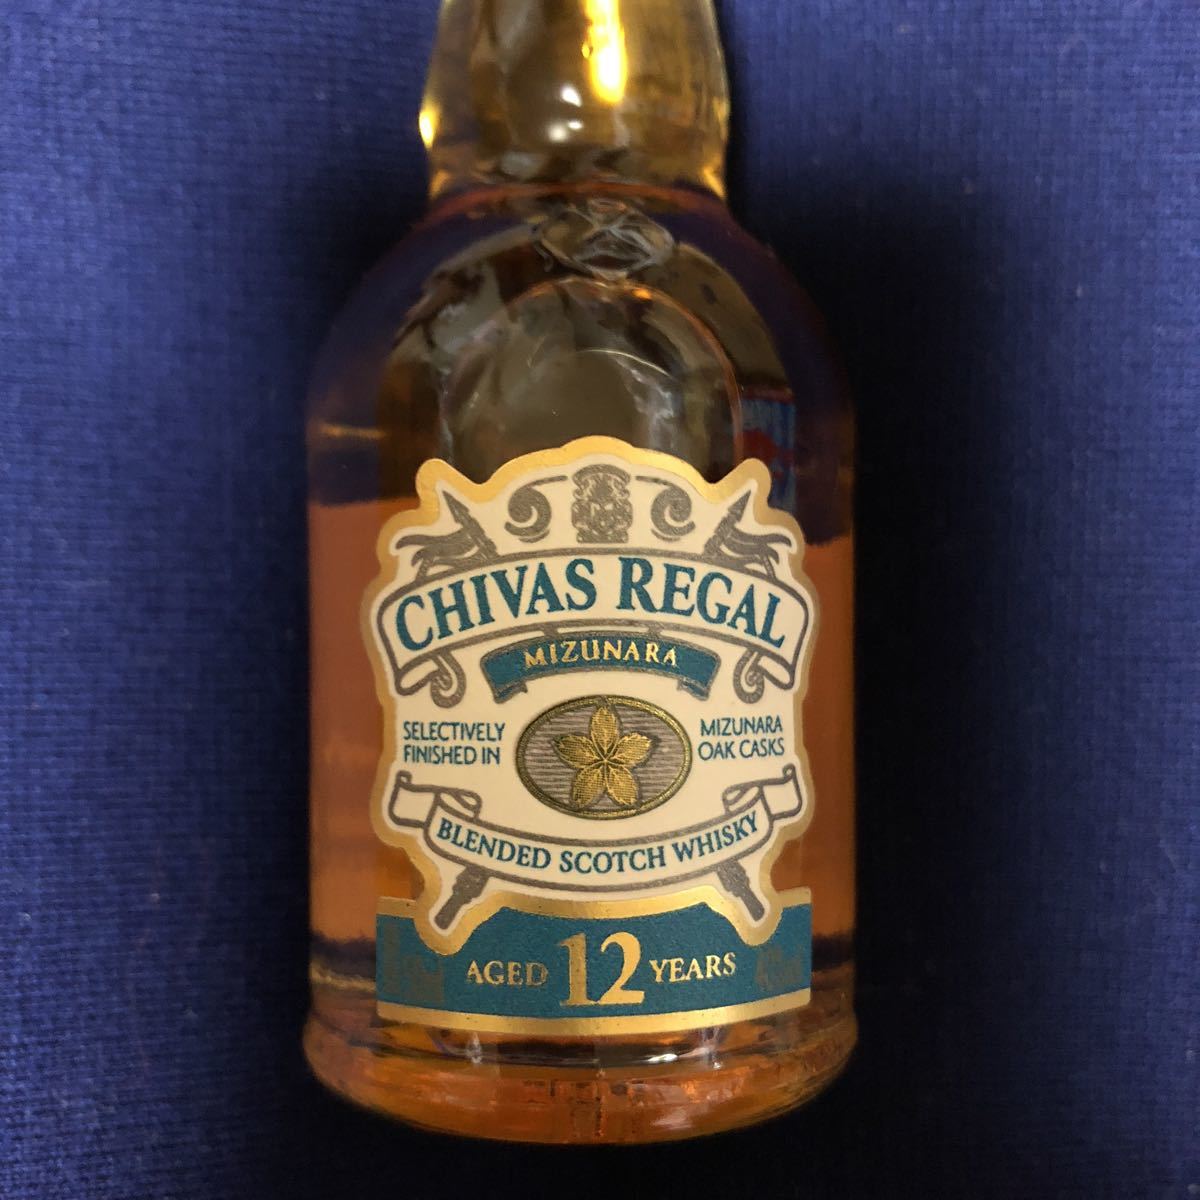 CHIVAS REGAL
MIZUNARA
SELECTIVELY
FINISHED IN
MIZUNARA
OAK CASKS
BLENDED SCOTCH WHISKY
AGED 12 YEARS